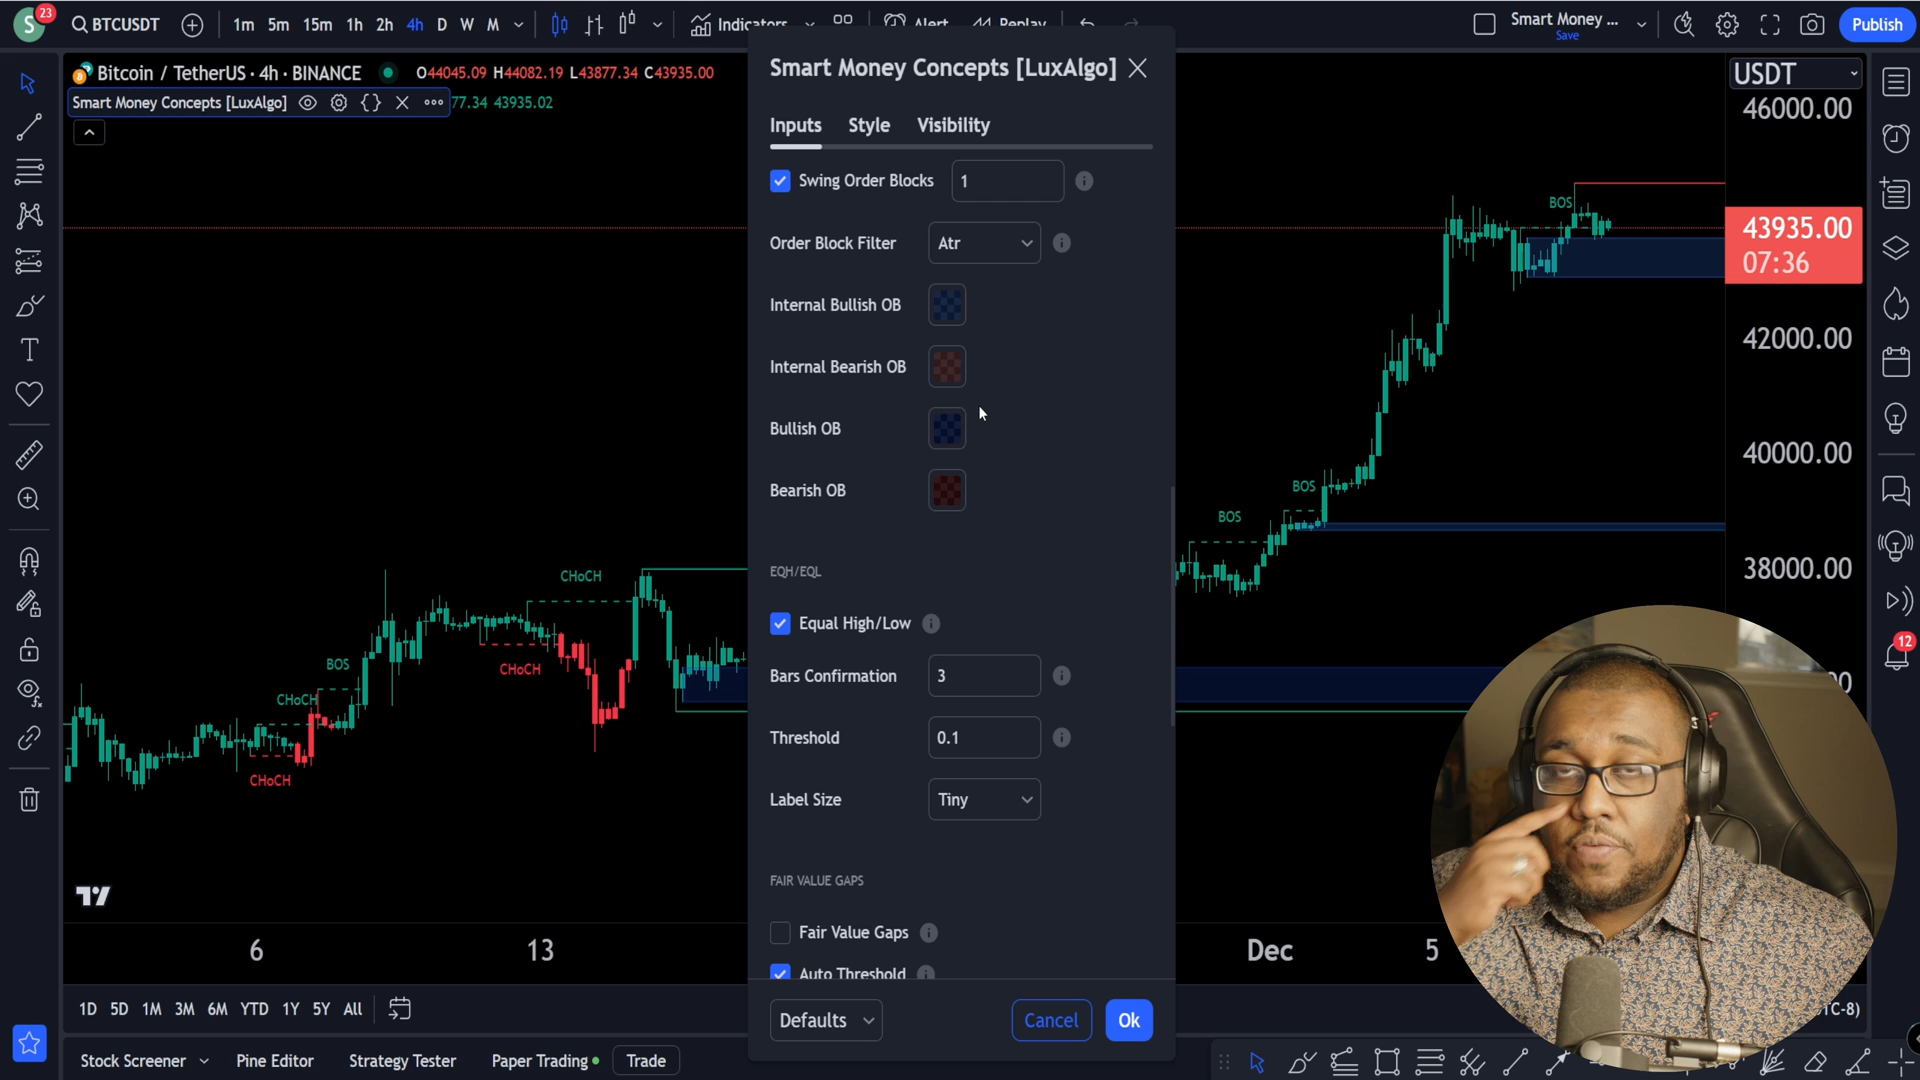 S 23 BTCUSDT 1m 5m 15m 1h 2h 4h D W M Indicators Alert Replay Smart Money ... Save Publish
Bitcoin / TetherUS · 4h · BINANCE O44045.09 H44082.19 L43877.34 C43935.00
Smart Money Concepts [LuxAlgo] 77.34 43935.02
Smart Money Concepts [LuxAlgo]
Inputs Style Visibility
Swing Order Blocks 1
Order Block Filter Atr
Internal Bullish OB
Internal Bearish OB
Bullish OB
Bearish OB
EQH/EQL
Equal High/Low
Bars Confirmation 3
Threshold 0.1
Label Size Tiny
FAIR VALUE GAPS
Fair Value Gaps
Auto Threshold
Defaults Cancel Ok
CHoCH
CHoCH
BOS
CHoCH
CHoCH
BOS
BOS
BOS
USDT
46000.00
43935.00
07:36
42000.00
40000.00
38000.00
12
6 13 Dec 5
1D 5D 1M 3M 6M YTD 1Y 5Y All
TC-8)
Stock Screener Pine Editor Strategy Tester Paper Trading Trade